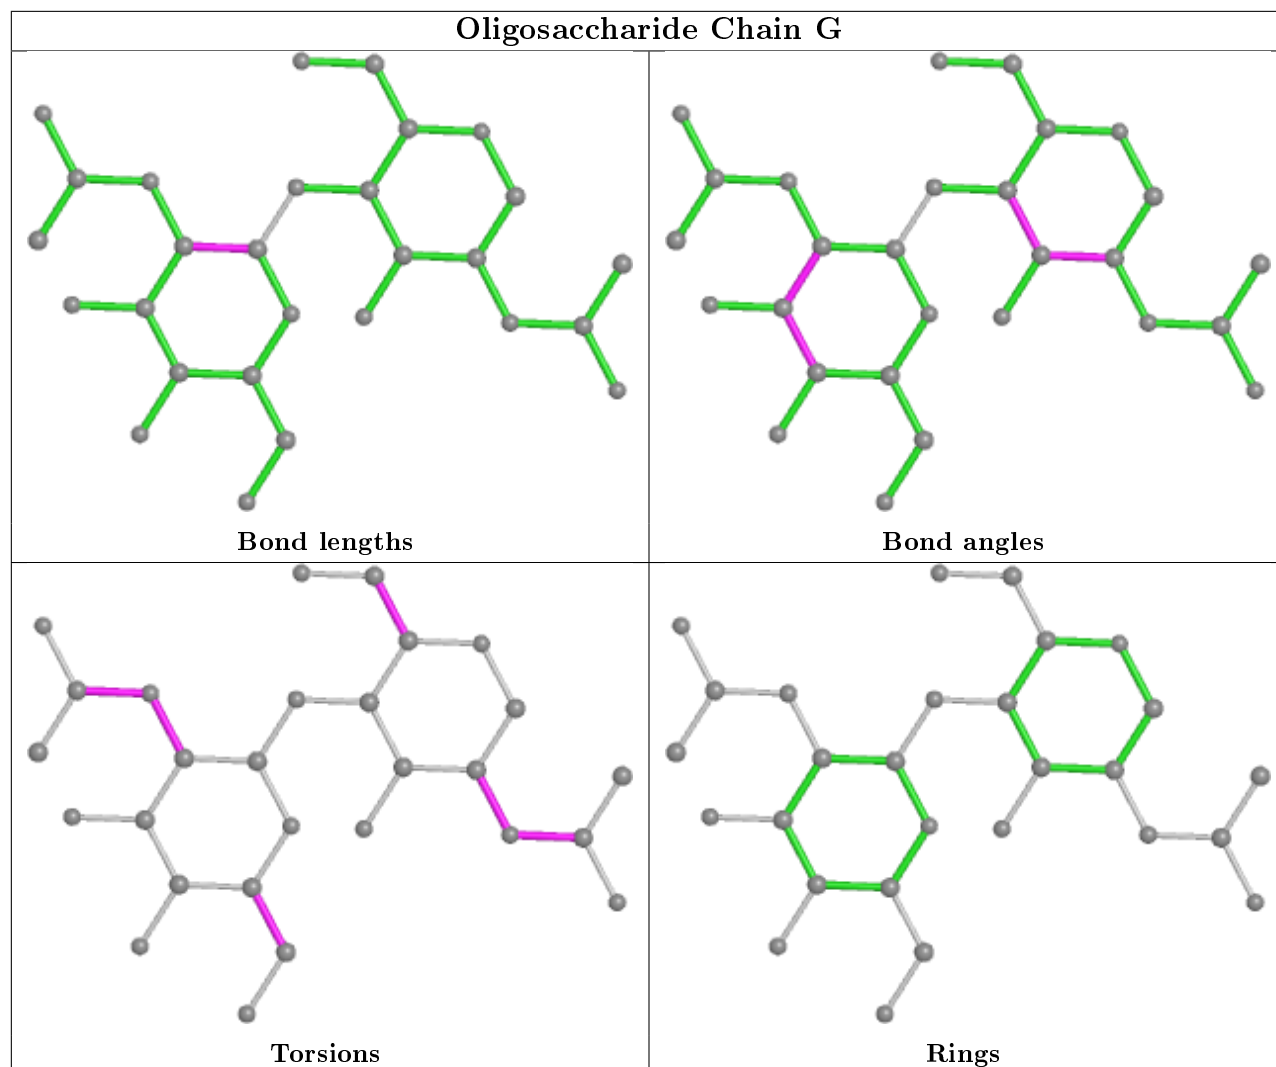 Oligosaccharide Chain G
Bond lengths
Bond angles
Torsions
Rings